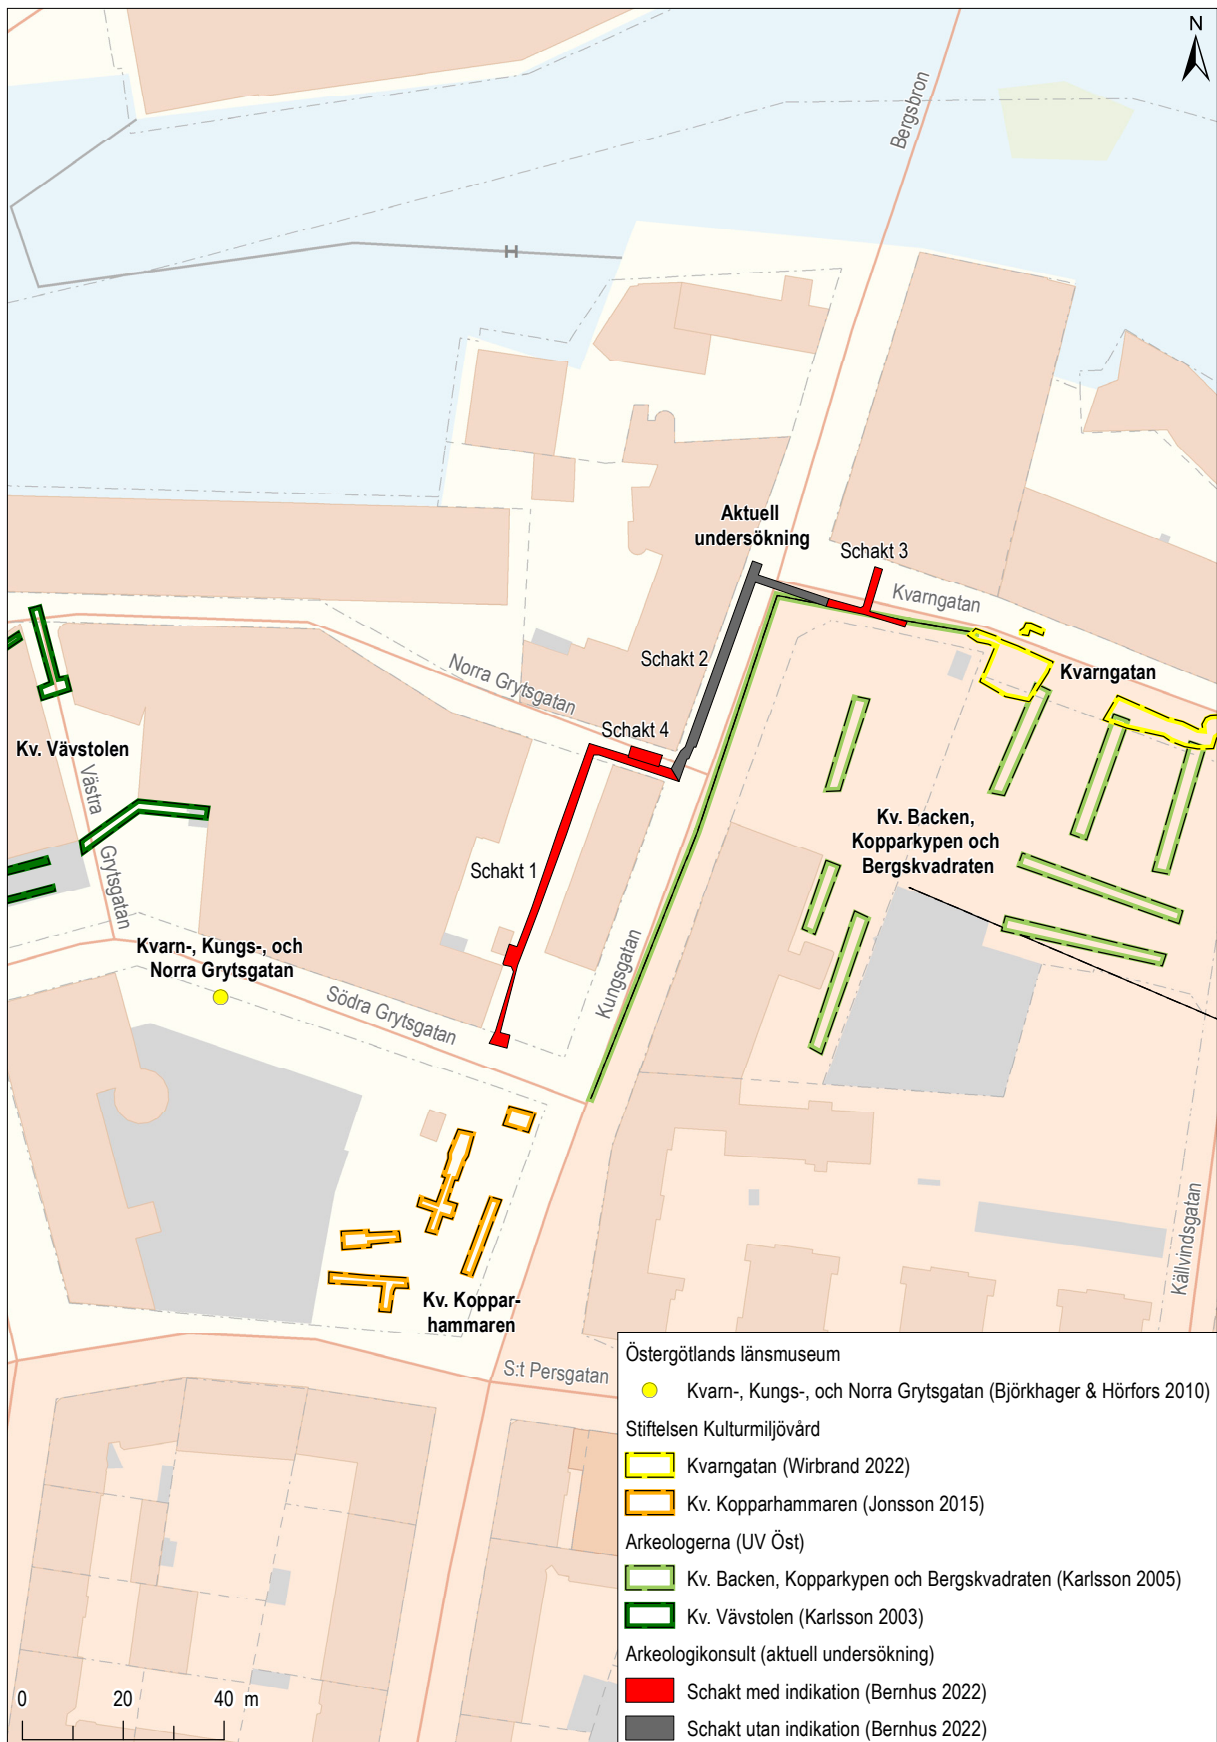 N
Bergsbron
H
Aktuell
undersökning
Schakt 3
Kvarngatan
Schakt 2
Kvarngatan
Norra Grytsgatan
Schakt 4
Kv. Vävstolen
Västra
Grytsgatan
Kv. Backen,
Kopparkypen och
Bergskvadraten
Schakt 1
Kvarn-, Kungs-, och
Norra Grytsgatan
Södra Grytsgatan
Kungsgatan
Källvindsgatan
Kv. Koppar-
hammaren
S:t Persgatan
Östergötlands länsmuseum
Kvarn-, Kungs-, och Norra Grytsgatan (Björkhager & Hörfors 2010)
Stiftelsen Kulturmiljövård
Kvarngatan (Wirbrand 2022)
Kv. Kopparhammaren (Jonsson 2015)
Arkeologerna (UV Öst)
Kv. Backen, Kopparkypen och Bergskvadraten (Karlsson 2005)
Kv. Vävstolen (Karlsson 2003)
Arkeologikonsult (aktuell undersökning)
Schakt med indikation (Bernhus 2022)
Schakt utan indikation (Bernhus 2022)
0 20 40 m